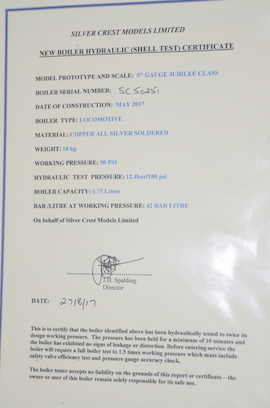 SILVER CREST MODELS LIMITED
NEW BOILER HYDRAULIC (SHELL TEST) CERTIFICATE
MODEL PROTOTYPE AND SCALE: 5" GAUGE JUBILEE CLASS
BOILER SERIAL NUMBER: SC5025
DATE OF CONSTRUCTION: MAY 2017
BOILER TYPE: LOCOMOTIVE
MATERIAL: COPPER ALL SILVER SOLDERED
WEIGHT: 18 kg
WORKING PRESSURE: 90 PSI
HYDRAULIC TEST PRESSURE: 12.4bar/180 psi
BOILER CAPACITY: 6.75 Litres
BAR /LITRE AT WORKING PRESSURE: 42 BAR LITRE
On behalf of Silver Crest Models Limited
J.H. Spalding
Director
DATE: 27/8/17
This is to certify that the boiler identified above has been hydraulically tested to twice its
design working pressure. The pressure has been held for a minimum of 10 minutes and
the boiler has exhibited no signs of leakage or distortion. Before entering service the
boiler will require a full boiler test to 1.5 times working pressure which must include
safety valve efficiency test and pressure gauge accuracy check.
The boiler tester accepts no liability on the grounds of this report or certificate – the
owner or user of this boiler remain solely responsible for its safe use.